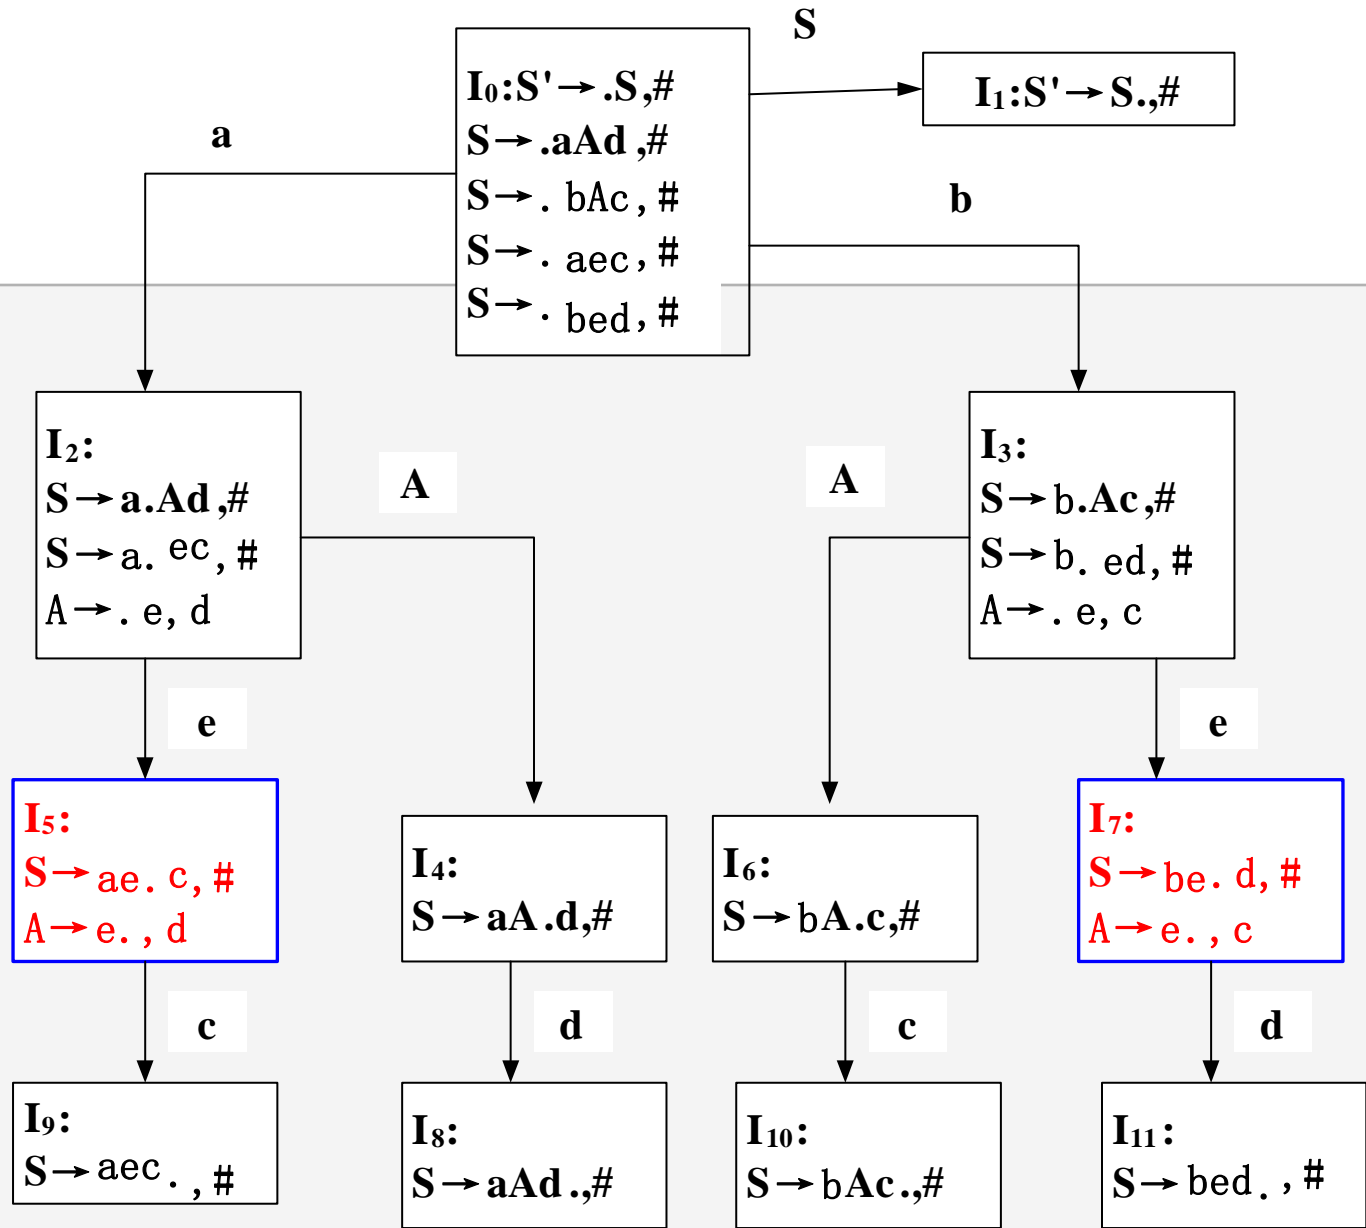 S
I₀:S'→.S,#
S→.aAd,#
S→.bAc,#
S→.aec,#
S→.bed,#
I₁:S'→S.,#
a
b
I₂:
S→a.Ad,#
S→a.ec,#
A→.e,d
A
A
I₃:
S→b.Ac,#
S→b.ed,#
A→.e,c
e
e
I₅:
S→ae.c,#
A→e.,d
I₄:
S→aA.d,#
I₆:
S→bA.c,#
I₇:
S→be.d,#
A→e.,c
c
d
c
d
I₉:
S→aec.,#
I₈:
S→aAd.,#
I₁₀:
S→bAc.,#
I₁₁:
S→bed.,#